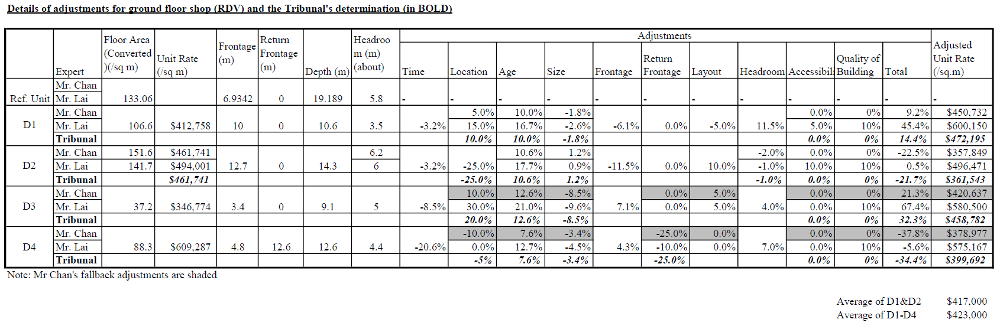 Details of adjustments for ground floor shop (RDV) and the Tribunal's determination (in BOLD)
Expert Floor Area (Converted )(/sq m) Unit Rate (/sq m) Frontage (m) Return Frontage (m) Depth (m) Headroo m (m) (about) Adjustments Adjusted Unit Rate (/sq.m)
Time Location Age Size Frontage Return Frontage Layout Headroom Accessibili Quality of Building Total
Mr. Chan
Ref. Unit Mr. Lai 133.06 6.9342 0 19.189 5.8 - - - - - - - - - - - -
Mr. Chan 5.0% 10.0% -1.8% 0.0% 0% 9.2% $450,732
D1 Mr. Lai 106.6 $412,758 10 0 10.6 3.5 -3.2% 15.0% 16.7% -2.6% -6.1% 0.0% -5.0% 11.5% 5.0% 10% 45.4% $600,150
Tribunal 10.0% 10.0% -1.8% 0.0% 0% 14.4% $472,195
Mr. Chan 151.6 $461,741 6.2 10.6% 1.2% -2.0% 0.0% 0% -22.5% $357,849
D2 Mr. Lai 141.7 $494,001 12.7 0 14.3 6 -3.2% -25.0% 17.7% 0.9% -11.5% 0.0% 10.0% -1.0% 10.0% 10% 0.5% $496,471
Tribunal $461,741 -25.0% 10.6% 1.2% -1.0% 0.0% 0% -21.7% $361,543
Mr. Chan 10.0% 12.6% -8.5% 0.0% 5.0% 0.0% 0% 21.3% $420,637
D3 Mr. Lai 37.2 $346,774 3.4 0 9.1 5 -8.5% 30.0% 21.0% -9.6% 7.1% 0.0% 5.0% 4.0% 0.0% 10% 67.4% $580,500
Tribunal 20.0% 12.6% -8.5% 0.0% 0% 32.3% $458,782
Mr. Chan -10.0% 7.6% -3.4% -25.0% 0.0% 0.0% 0% -37.8% $378,977
D4 Mr. Lai 88.3 $609,287 4.8 12.6 12.6 4.4 -20.6% 0.0% 12.7% -4.5% 4.3% -10.0% 0.0% 7.0% 0.0% 10% -5.6% $575,167
Tribunal -5% 7.6% -3.4% -25.0% 0.0% 0% -34.4% $399,692
Note: Mr Chan's fallback adjustments are shaded
Average of D1&D2 $417,000
Average of D1-D4 $423,000